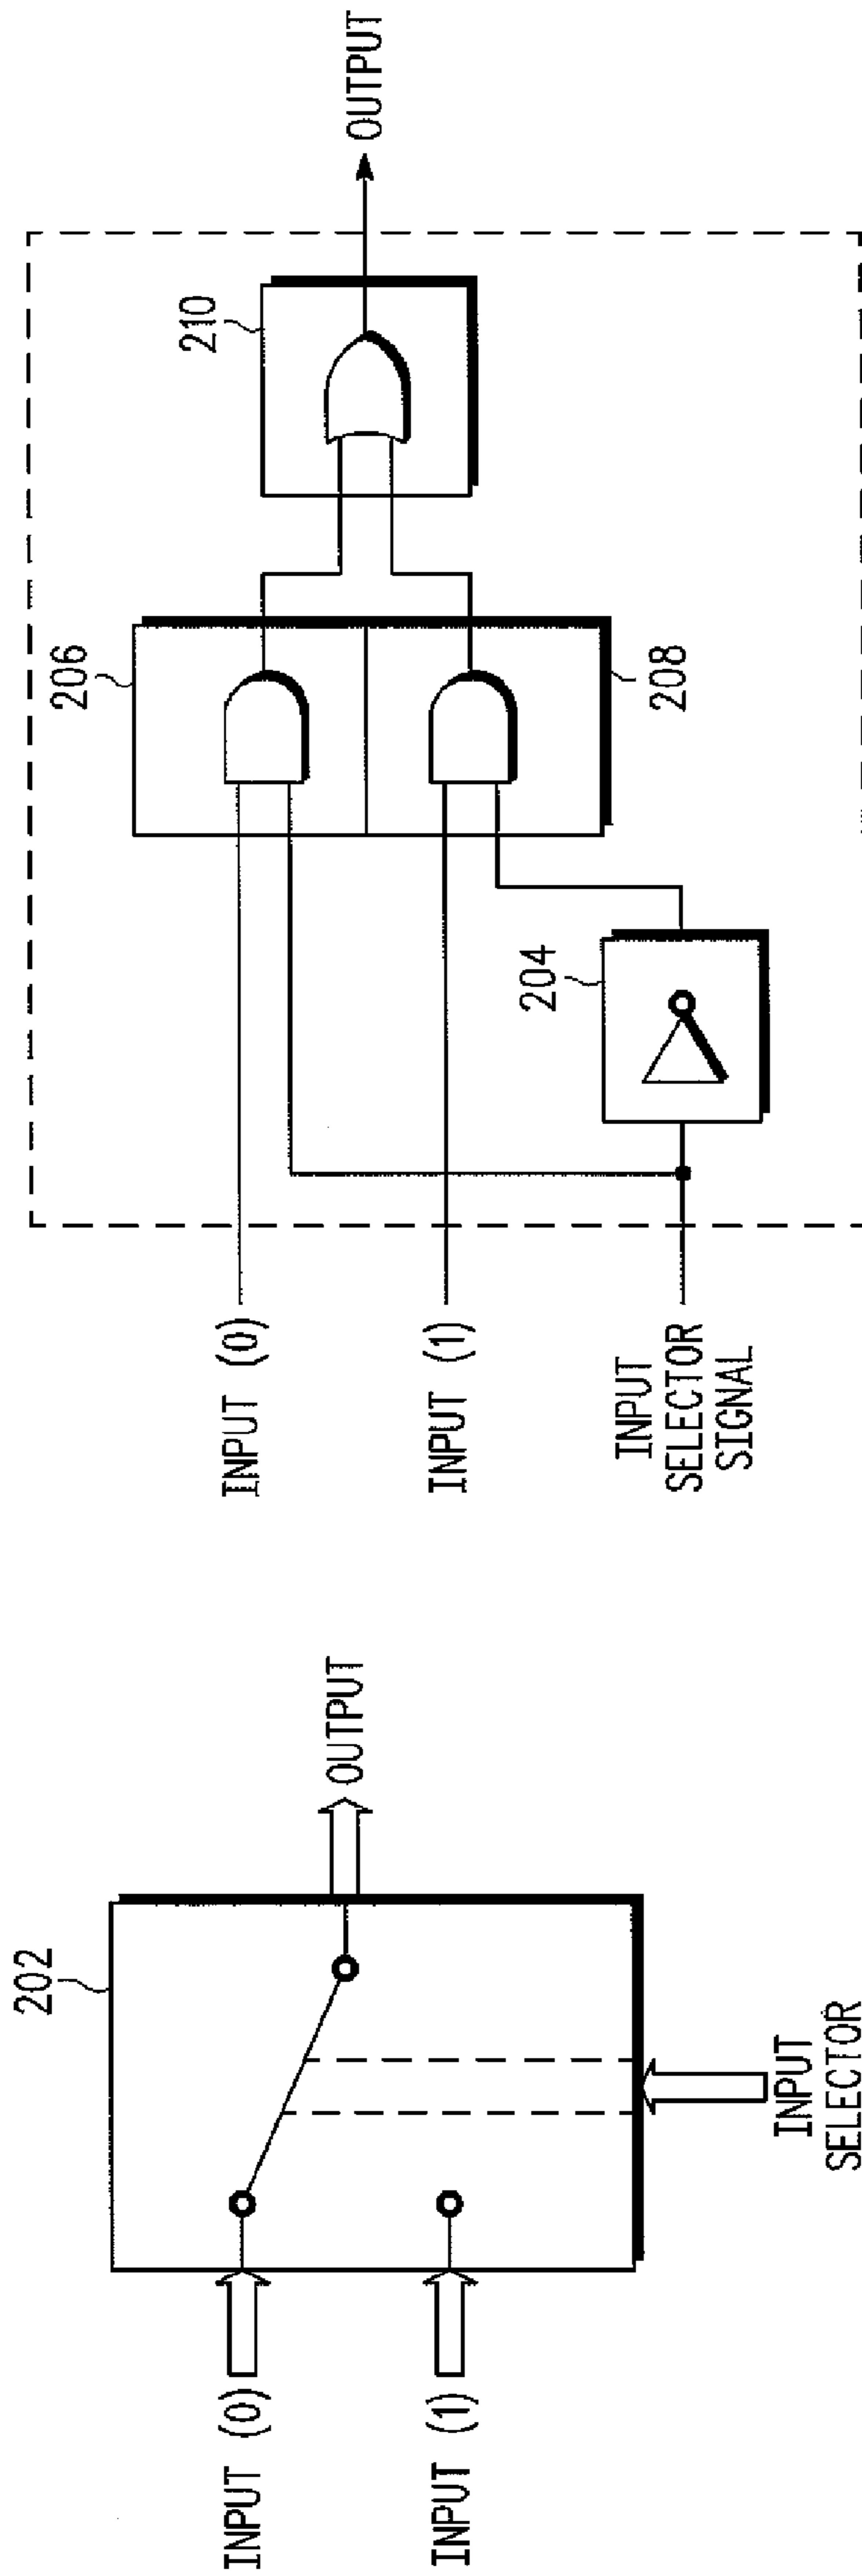 202
INPUT (0)
INPUT (1)
OUTPUT
INPUT
SELECTOR
INPUT (0)
INPUT (1)
INPUT
SELECTOR
SIGNAL
204
206
208
210
OUTPUT